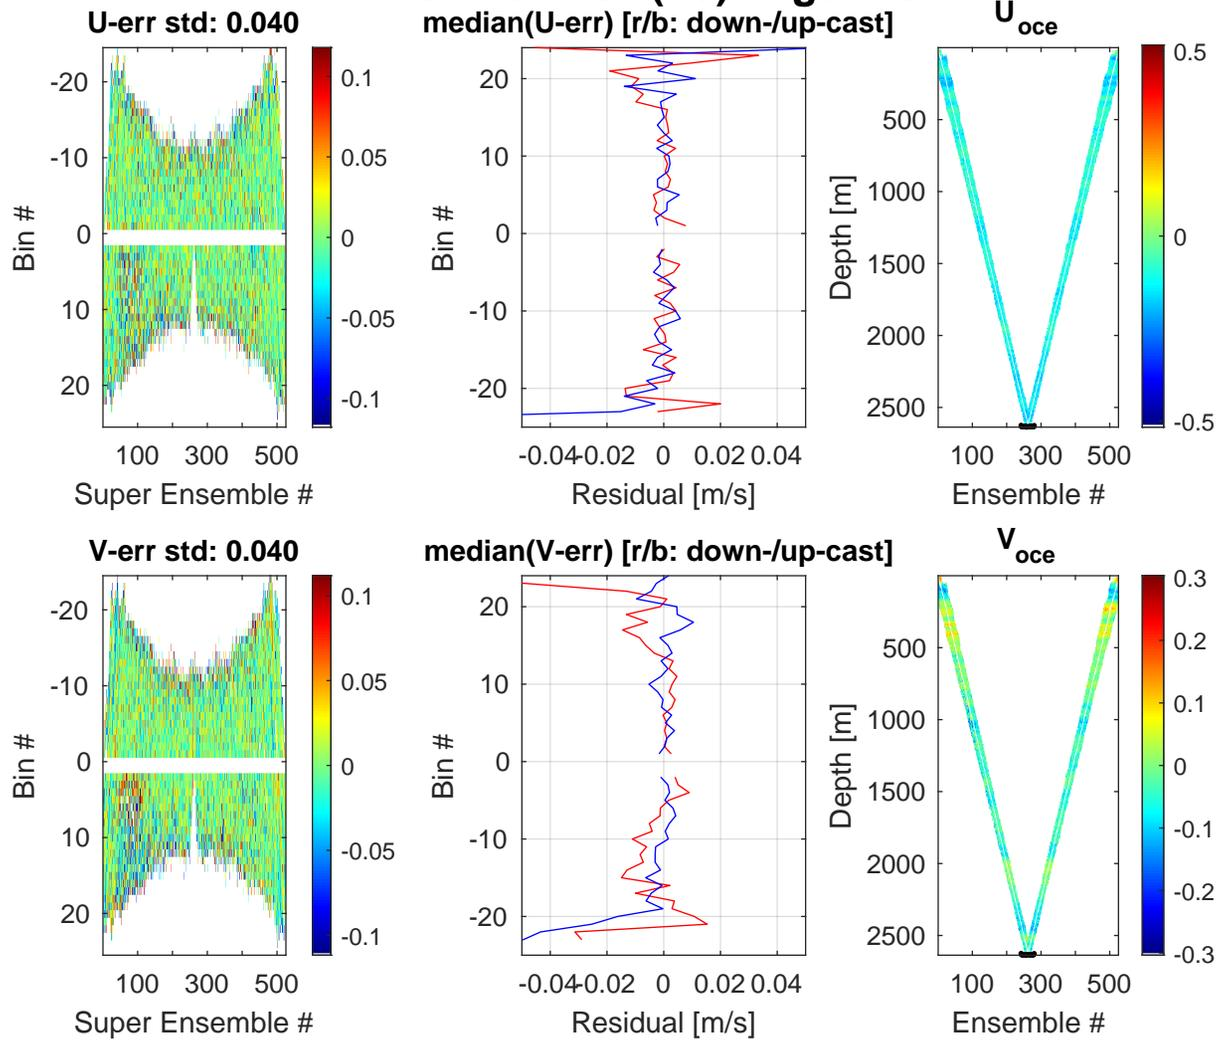 U-err std: 0.040
median(U-err) [r/b: down-/up-cast]
U_oce
-20
-10
0
10
20
Bin #
100 300 500
Super Ensemble #
0.1
0.05
0
-0.05
-0.1
20
10
0
-10
-20
Bin #
-0.04 -0.02 0 0.02 0.04
Residual [m/s]
500
1000
1500
2000
2500
Depth [m]
100 300 500
Ensemble #
0.5
0
-0.5
V-err std: 0.040
median(V-err) [r/b: down-/up-cast]
V_oce
-20
-10
0
10
20
Bin #
100 300 500
Super Ensemble #
0.1
0.05
0
-0.05
-0.1
20
10
0
-10
-20
Bin #
-0.04 -0.02 0 0.02 0.04
Residual [m/s]
500
1000
1500
2000
2500
Depth [m]
100 300 500
Ensemble #
0.3
0.2
0.1
0
-0.1
-0.2
-0.3